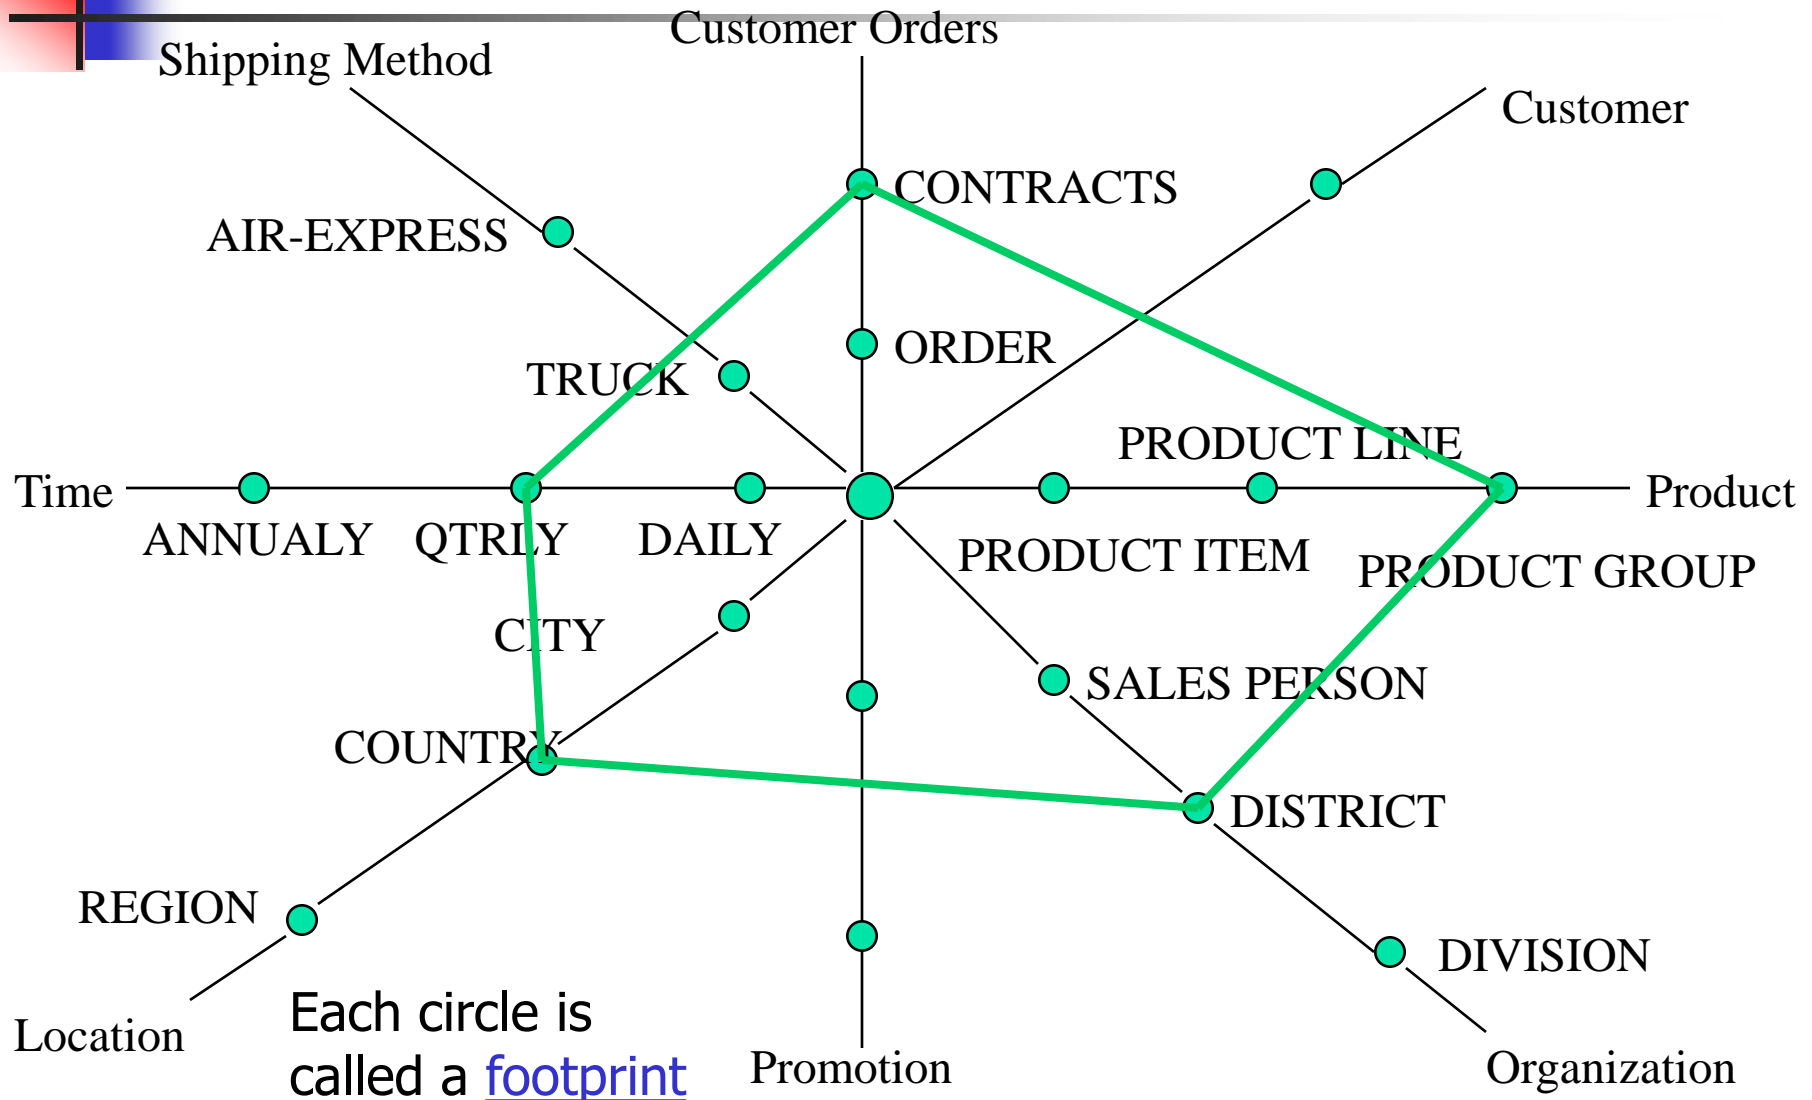 Customer Orders
Shipping Method
Customer
CONTRACTS
AIR-EXPRESS
ORDER
TRUCK
PRODUCT LINE
Time
Product
ANNUALY
QTRLY
DAILY
PRODUCT ITEM
PRODUCT GROUP
CITY
SALES PERSON
COUNTRY
DISTRICT
REGION
DIVISION
Each circle is
called a footprint
Location
Promotion
Organization